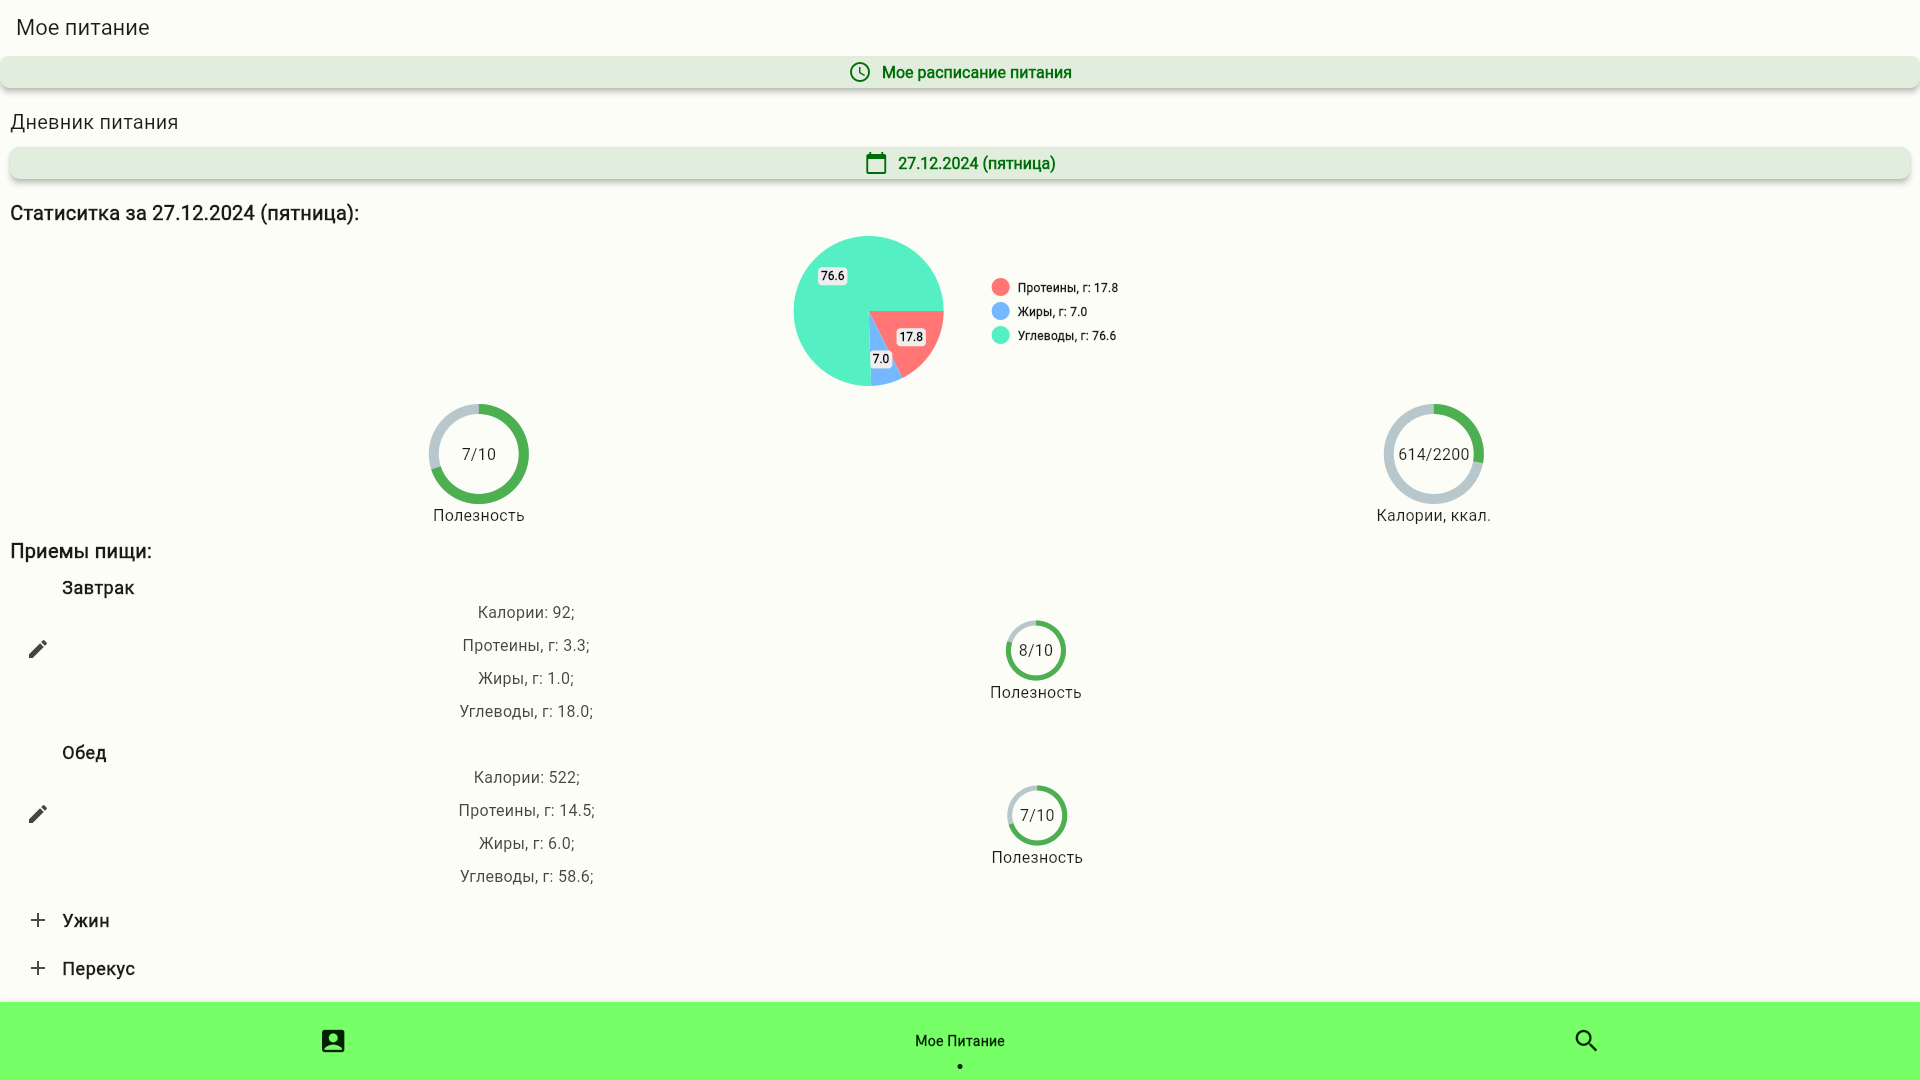 Мое питание
Мое расписание питания
Дневник питания
27.12.2024 (пятница)
Статиситка за 27.12.2024 (пятница):
76.6
17.8
7.0
Протеины, г: 17.8
Жиры, г: 7.0
Углеводы, г: 76.6
7/10
Полезность
614/2200
Калории, ккал.
Приемы пищи:
Завтрак
Калории: 92;
Протеины, г: 3.3;
Жиры, г: 1.0;
Углеводы, г: 18.0;
8/10
Полезность
Обед
Калории: 522;
Протеины, г: 14.5;
Жиры, г: 6.0;
Углеводы, г: 58.6;
7/10
Полезность
Ужин
Перекус
Мое Питание